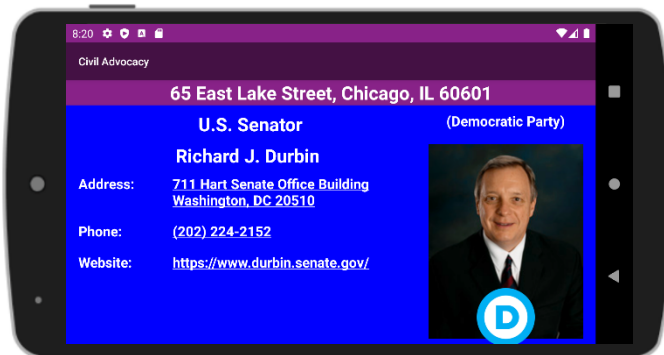 8:20
Civil Advocacy
65 East Lake Street, Chicago, IL 60601
U.S. Senator
(Democratic Party)
Richard J. Durbin
Address: 711 Hart Senate Office Building
Washington, DC 20510
Phone: (202) 224-2152
Website: https://www.durbin.senate.gov/
D